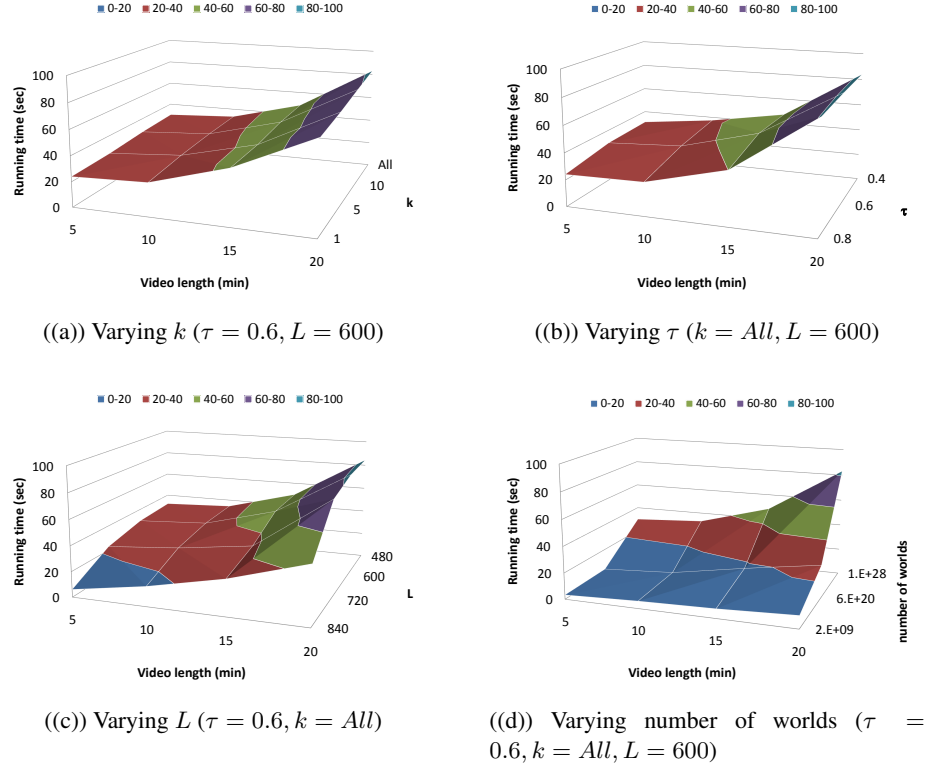 0-20 20-40 40-60 60-80 80-100
0-20 20-40 40-60 60-80 80-100
Running time (sec)
100
80
60
40
20
0
5
10
15
20
Video length (min)
All
10
5
1
k
Running time (sec)
100
80
60
40
20
0
5
10
15
20
Video length (min)
0.4
0.6
0.8
τ
((a)) Varying k (τ = 0.6, L = 600)
((b)) Varying τ (k = All, L = 600)
0-20 20-40 40-60 60-80 80-100
0-20 20-40 40-60 60-80 80-100
Running time (sec)
100
80
60
40
20
0
5
10
15
20
Video length (min)
480
600
720
840
L
Running time (sec)
100
80
60
40
20
0
5
10
15
20
Video length (min)
1.E+28
6.E+20
2.E+09
number of worlds
((c)) Varying L (τ = 0.6, k = All)
((d)) Varying number of worlds (τ =
0.6, k = All, L = 600)